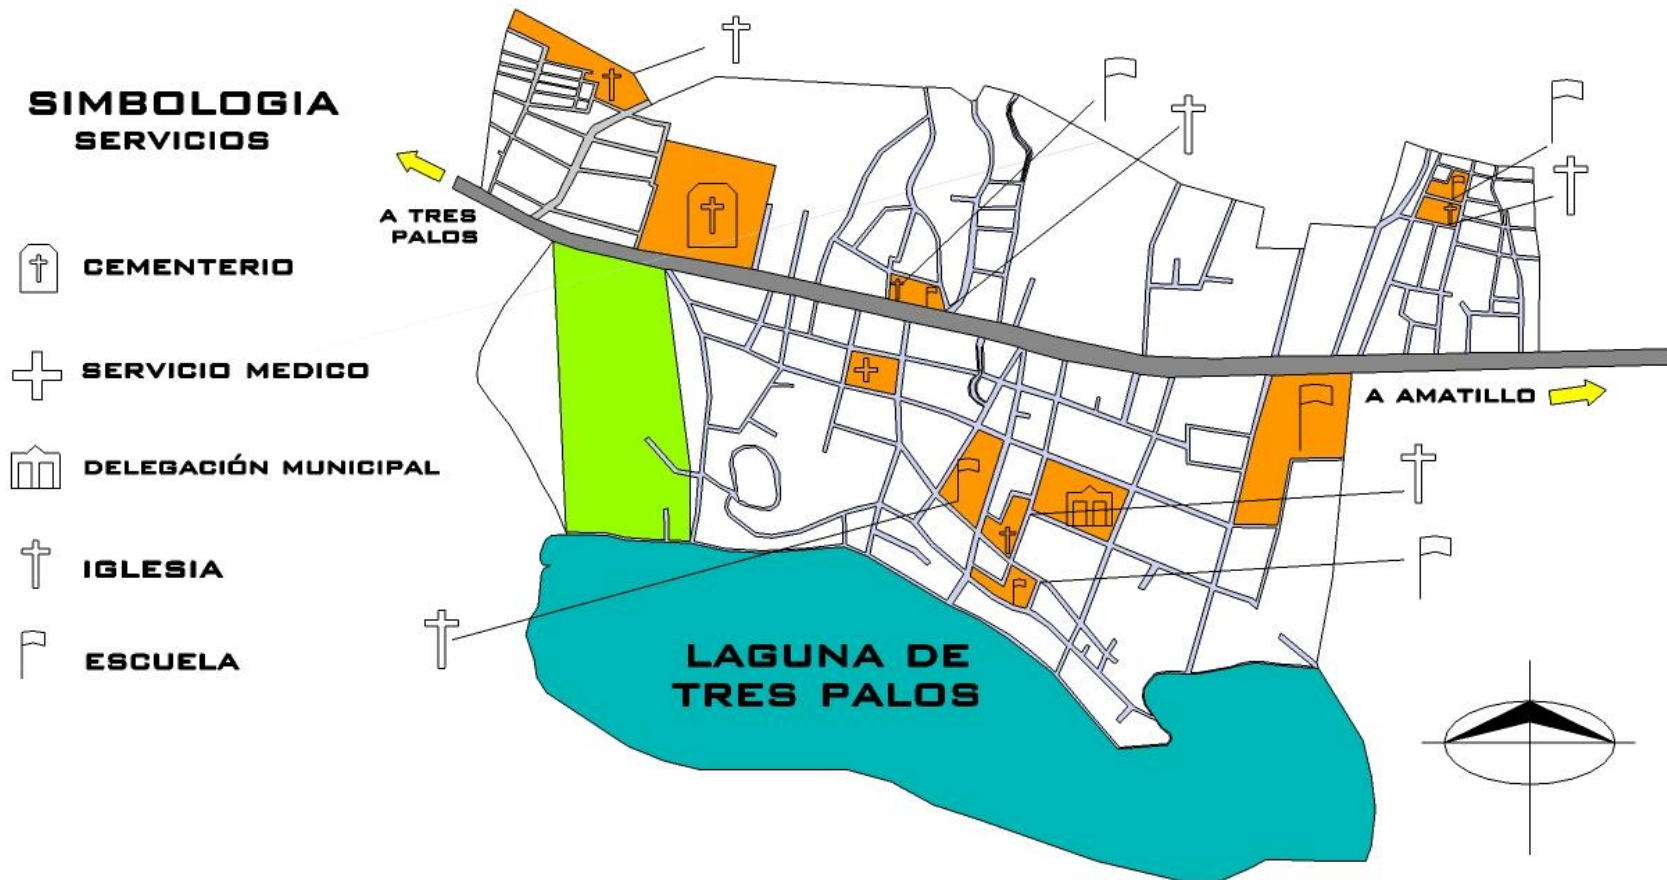 SIMBOLOGIA
SERVICIOS
A TRES
PALOS
CEMENTERIO
SERVICIO MEDICO
A AMATILLO
DELEGACIÓN MUNICIPAL
IGLESIA
ESCUELA
LAGUNA DE
TRES PALOS